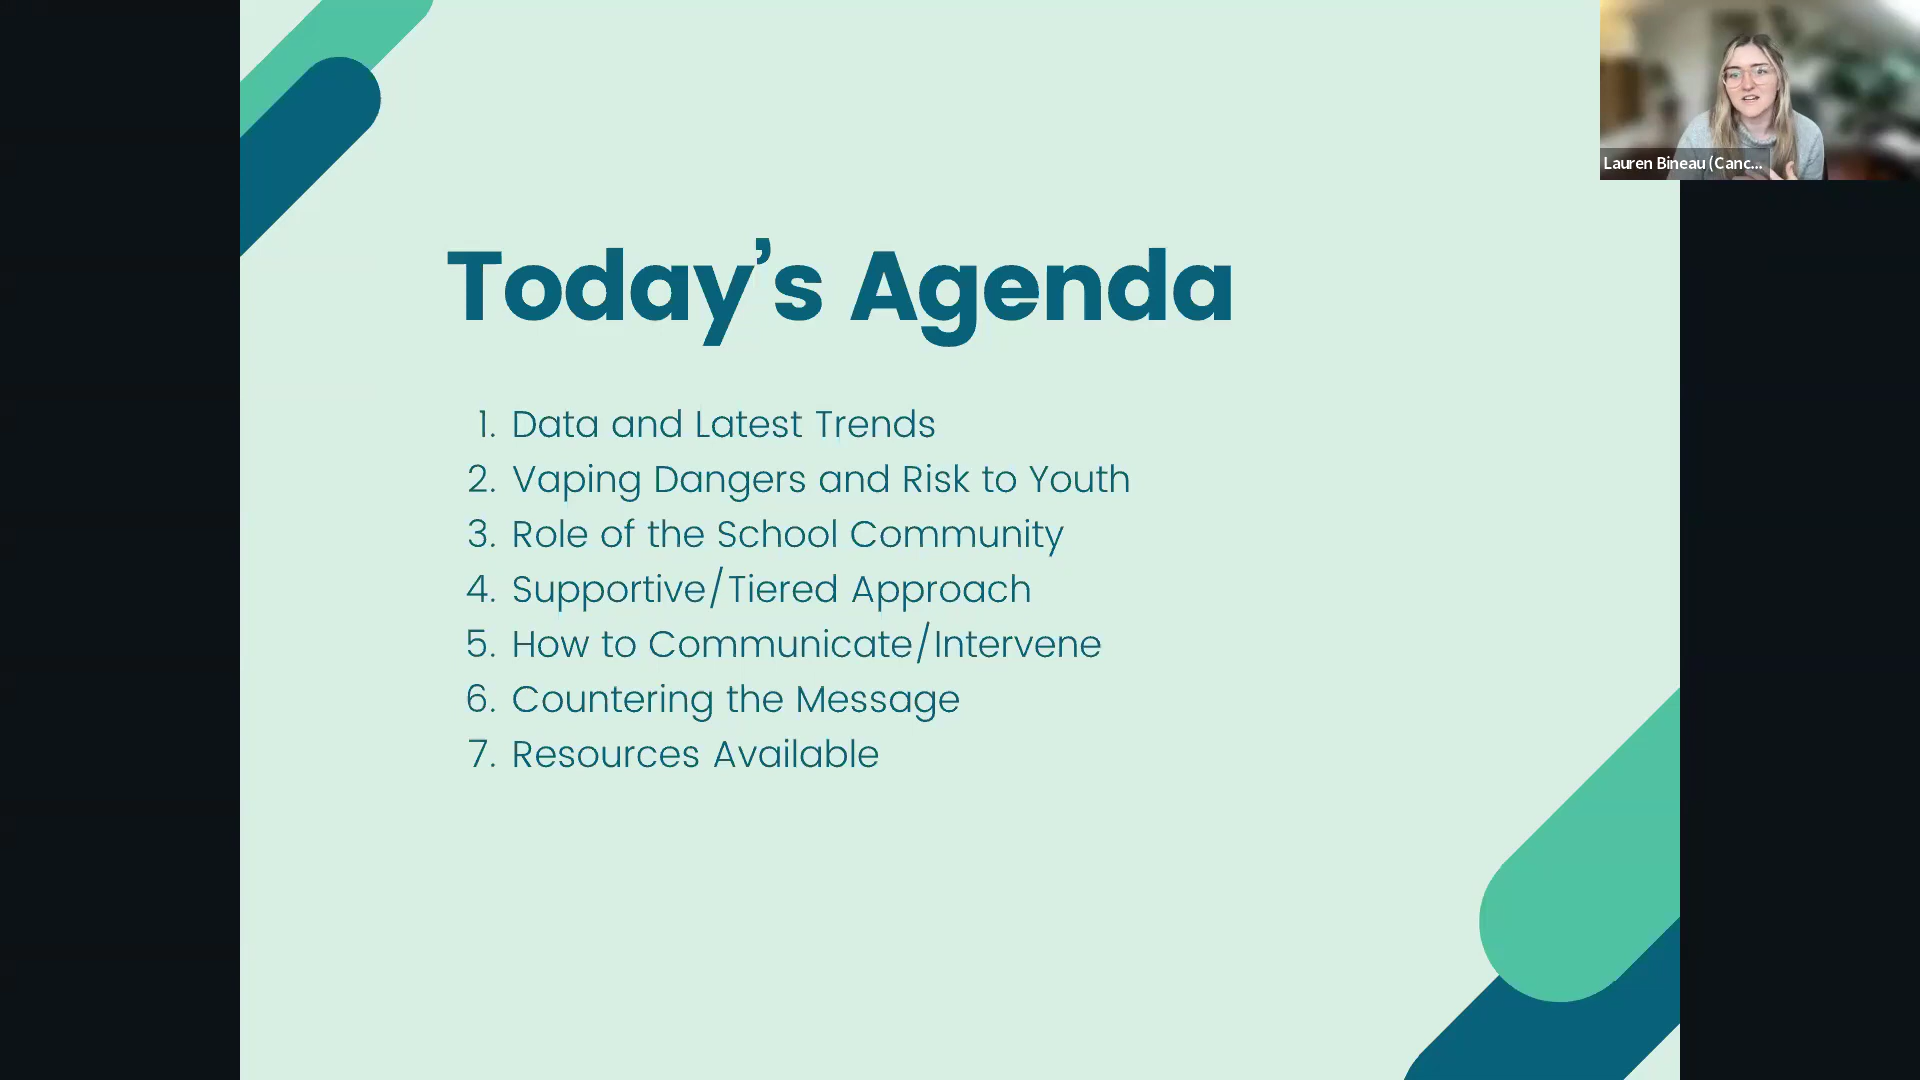 Lauren Bineau (Canc...
Today’s Agenda
1. Data and Latest Trends
2. Vaping Dangers and Risk to Youth
3. Role of the School Community
4. Supportive/Tiered Approach
5. How to Communicate/Intervene
6. Countering the Message
7. Resources Available